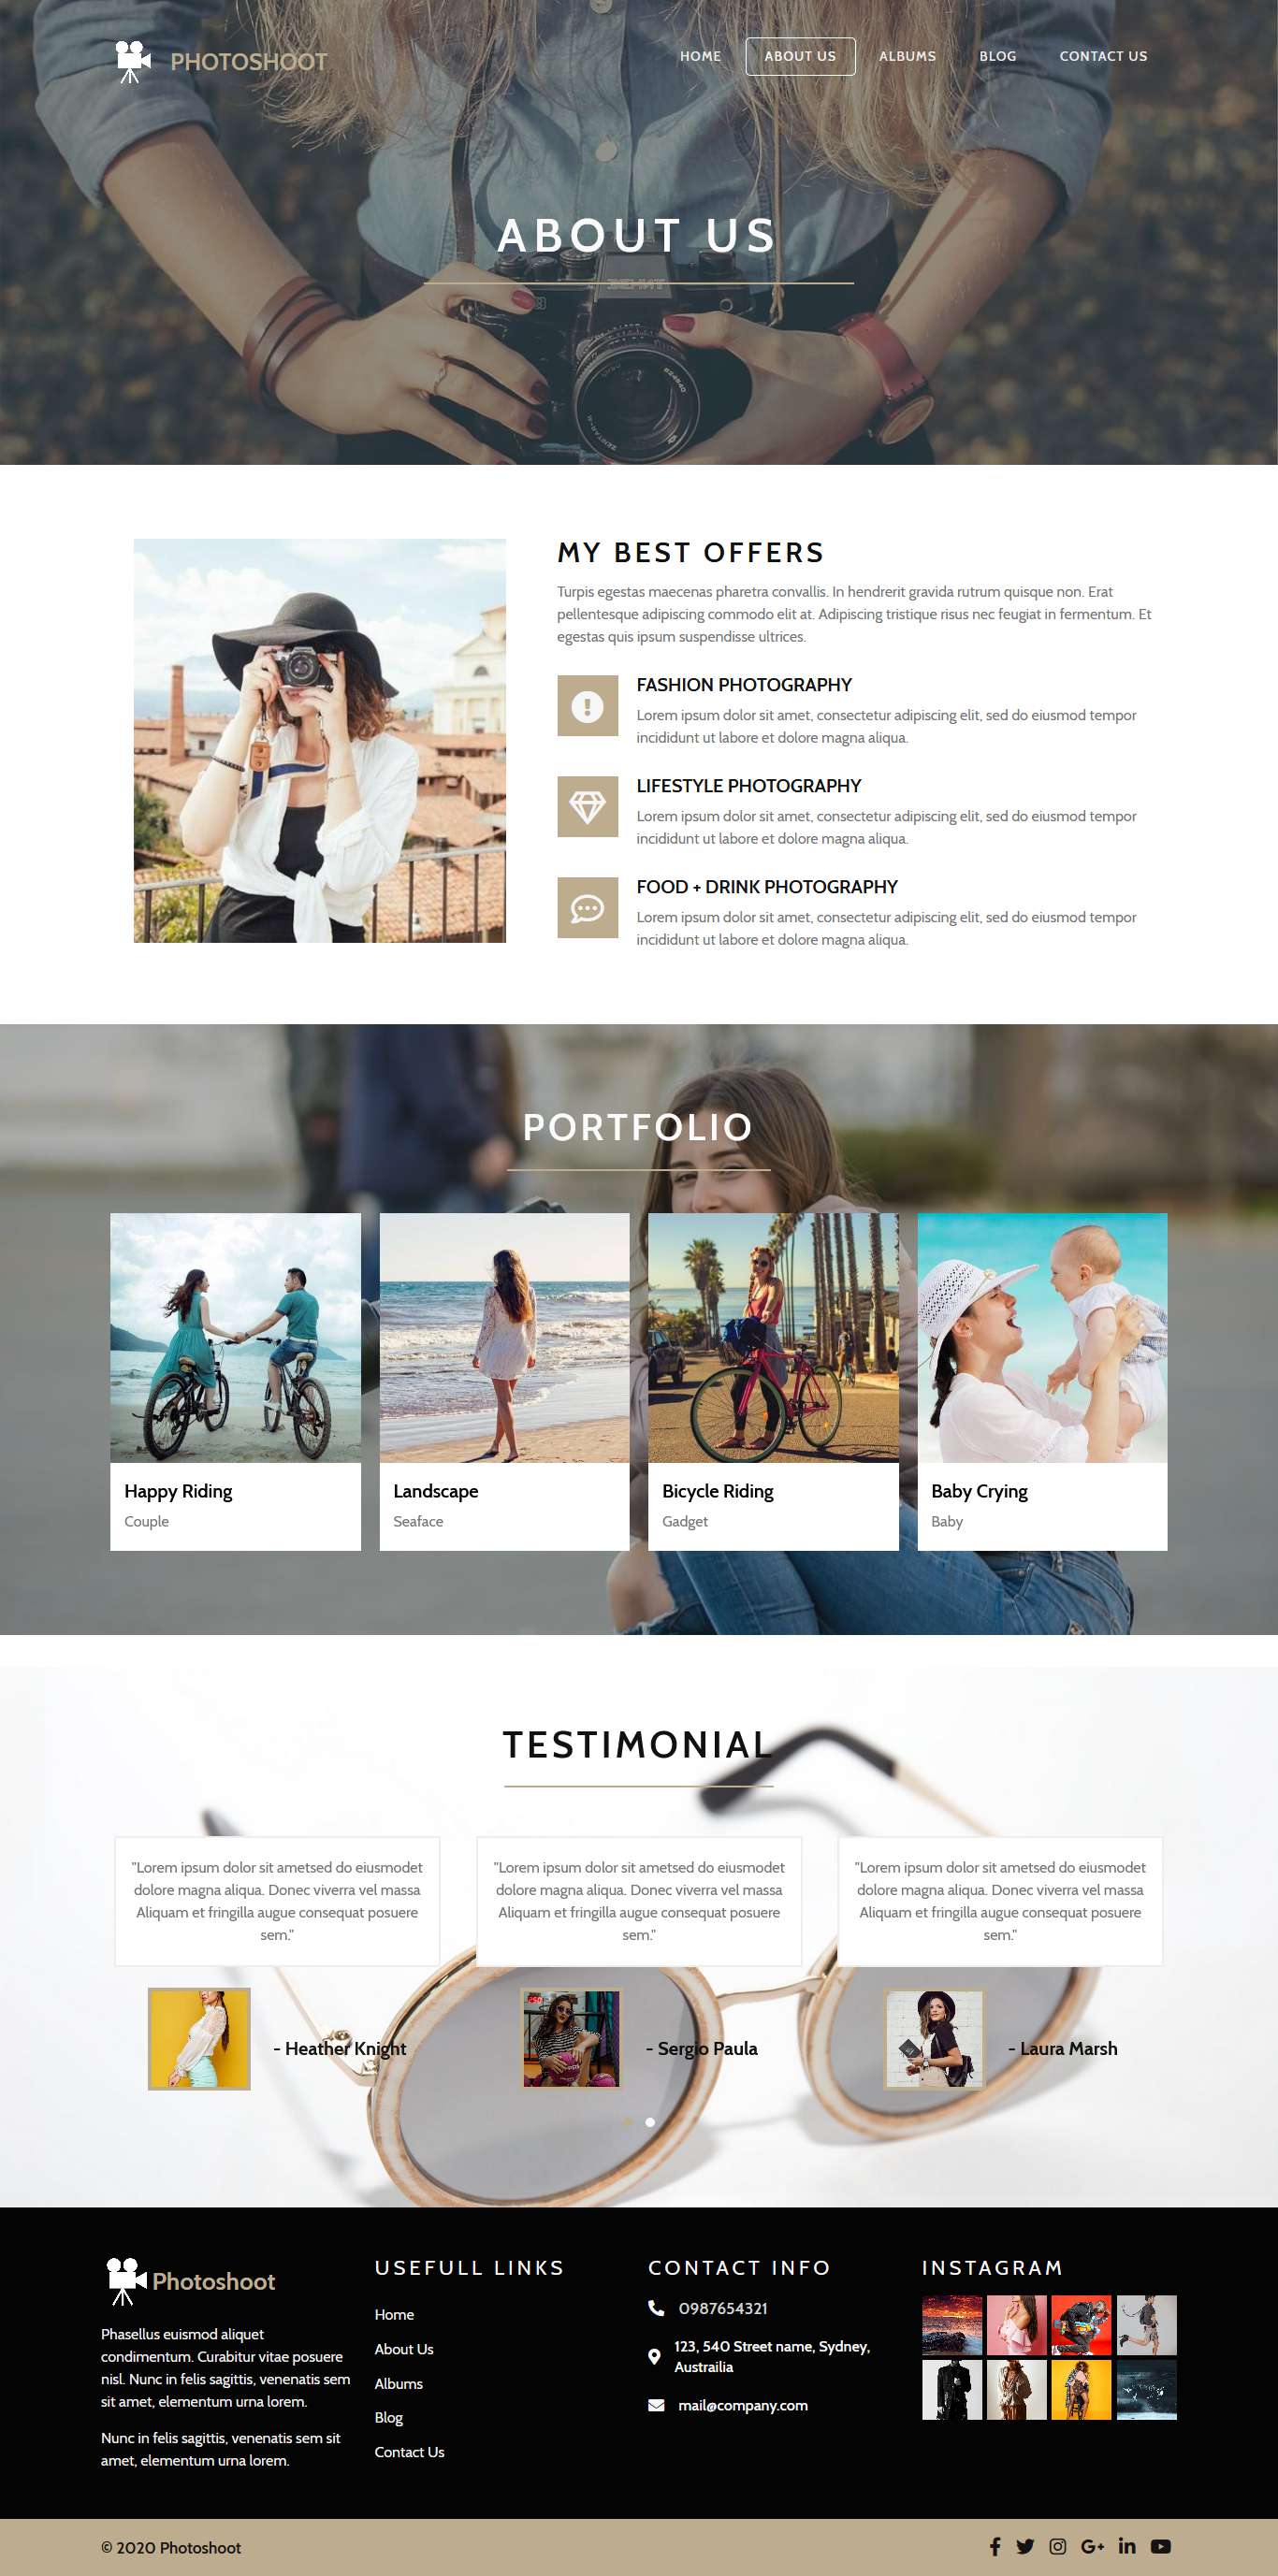 PHOTOSHOOT
HOME
ABOUT US
ALBUMS
BLOG
CONTACT US
ABOUT US
MY BEST OFFERS
Turpis egestas maecenas pharetra convallis. In hendrerit gravida rutrum quisque non. Erat
pellentesque adipiscing commodo elit at. Adipiscing tristique risus nec feugiat in fermentum. Et
egestas quis ipsum suspendisse ultrices.
FASHION PHOTOGRAPHY
Lorem ipsum dolor sit amet, consectetur adipiscing elit, sed do eiusmod tempor
incididunt ut labore et dolore magna aliqua.
LIFESTYLE PHOTOGRAPHY
Lorem ipsum dolor sit amet, consectetur adipiscing elit, sed do eiusmod tempor
incididunt ut labore et dolore magna aliqua.
FOOD + DRINK PHOTOGRAPHY
Lorem ipsum dolor sit amet, consectetur adipiscing elit, sed do eiusmod tempor
incididunt ut labore et dolore magna aliqua.
PORTFOLIO
Happy Riding
Couple
Landscape
Seaface
Bicycle Riding
Gadget
Baby Crying
Baby
TESTIMONIAL
"Lorem ipsum dolor sit ametsed do eiusmodet
dolore magna aliqua. Donec viverra vel massa
Aliquam et fringilla augue consequat posuere
sem."
- Heather Knight
"Lorem ipsum dolor sit ametsed do eiusmodet
dolore magna aliqua. Donec viverra vel massa
Aliquam et fringilla augue consequat posuere
sem."
- Sergio Paula
"Lorem ipsum dolor sit ametsed do eiusmodet
dolore magna aliqua. Donec viverra vel massa
Aliquam et fringilla augue consequat posuere
sem."
- Laura Marsh
Photoshoot
Phasellus euismod aliquet
condimentum. Curabitur vitae posuere
nisl. Nunc in felis sagittis, venenatis sem
sit amet, elementum urna lorem.
Nunc in felis sagittis, venenatis sem sit
amet, elementum urna lorem.
USEFULL LINKS
Home
About Us
Albums
Blog
Contact Us
CONTACT INFO
0987654321
123, 540 Street name, Sydney,
Austrailia
mail@company.com
INSTAGRAM
© 2020 Photoshoot